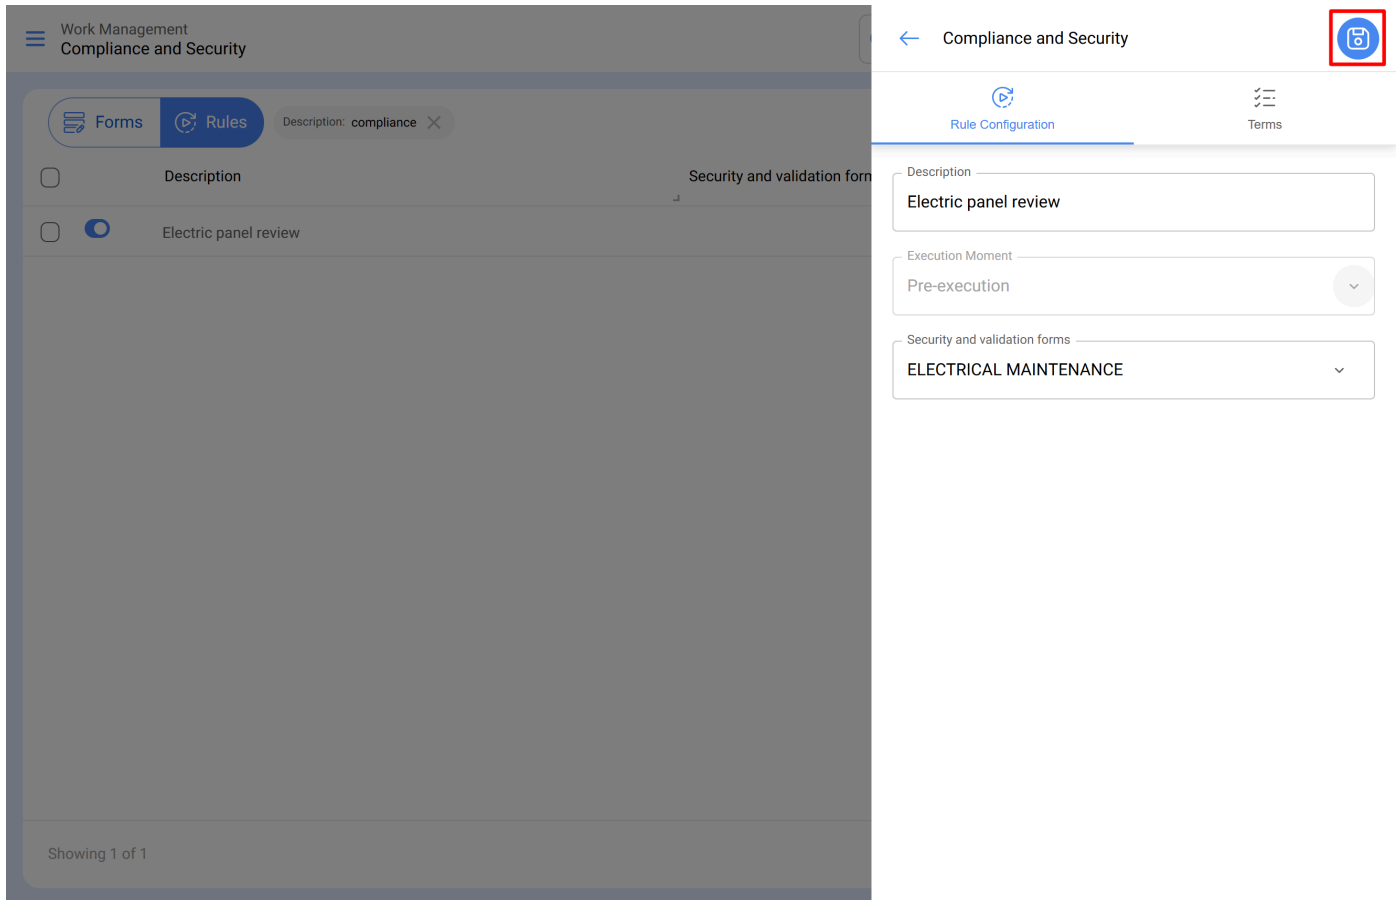 Work Management
Compliance and Security
Forms
Rules
Description: compliance
Description
Security and validation form
Electric panel review
Showing 1 of 1
Compliance and Security
Rule Configuration
Terms
Description
Electric panel review
Execution Moment
Pre-execution
Security and validation forms
ELECTRICAL MAINTENANCE